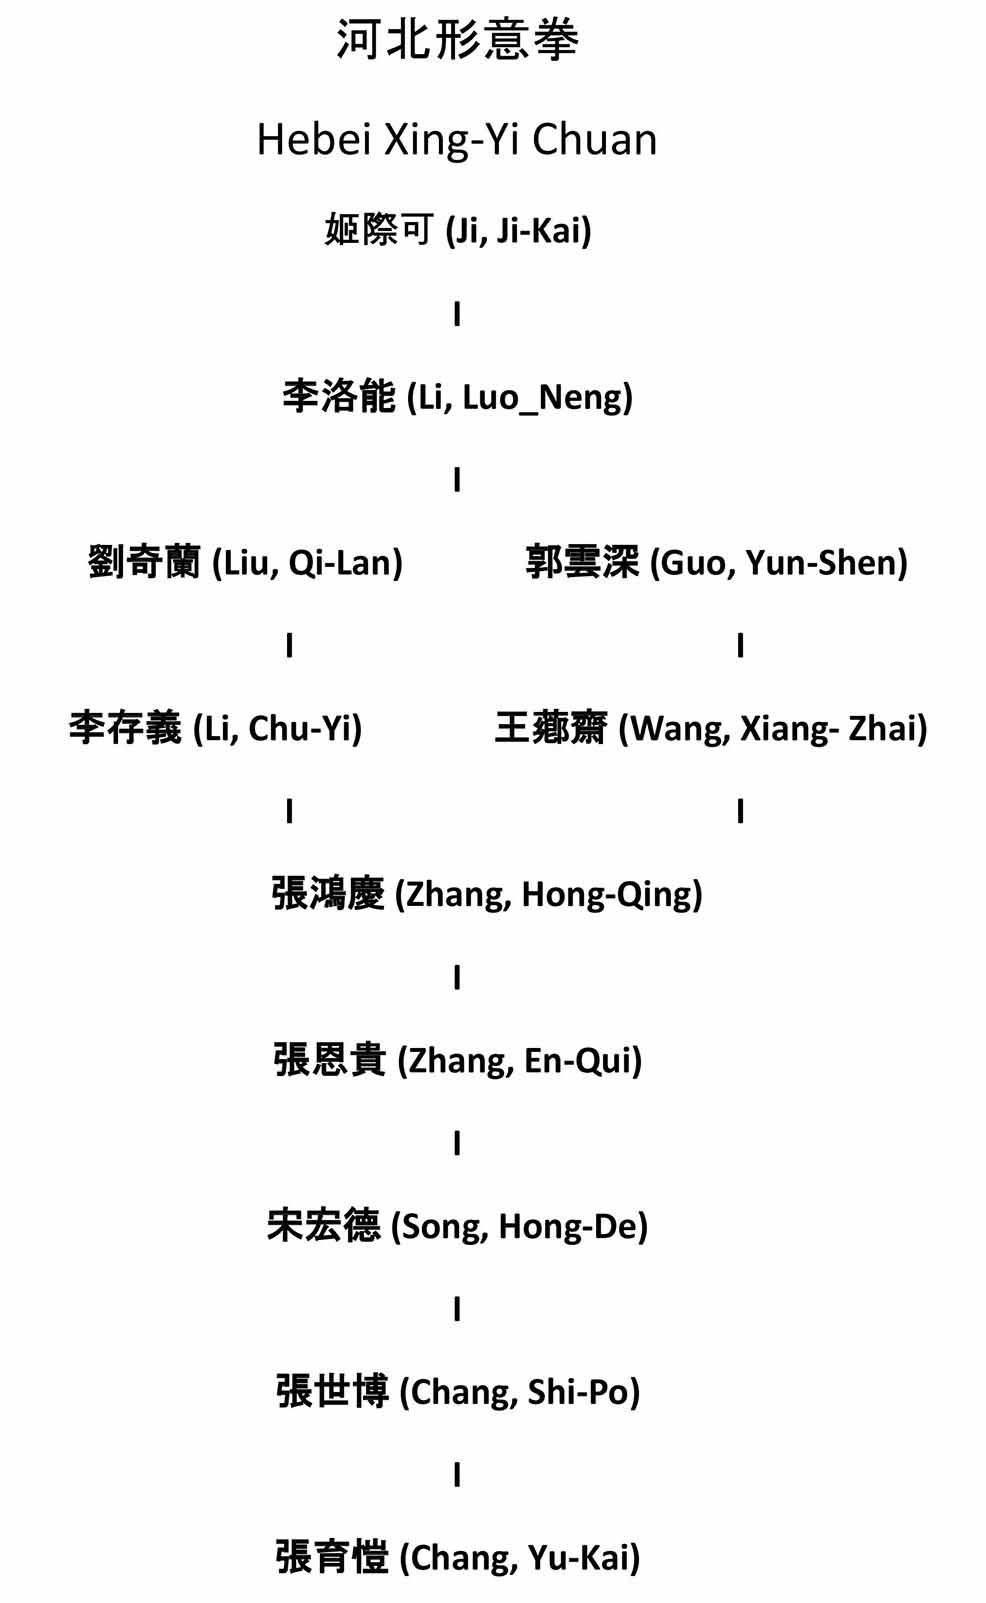 河北形意拳
Hebei Xing-Yi Chuan
姬際可 (Ji, Ji-Kai)
I
李洛能 (Li, Luo_Neng)
I
劉奇蘭 (Liu, Qi-Lan) 郭雲深 (Guo, Yun-Shen)
I I
李存義 (Li, Chu-Yi) 王薌齋 (Wang, Xiang- Zhai)
I I
張鴻慶 (Zhang, Hong-Qing)
I
張恩貴 (Zhang, En-Qui)
I
宋宏德 (Song, Hong-De)
I
張世博 (Chang, Shi-Po)
I
張育愷 (Chang, Yu-Kai)